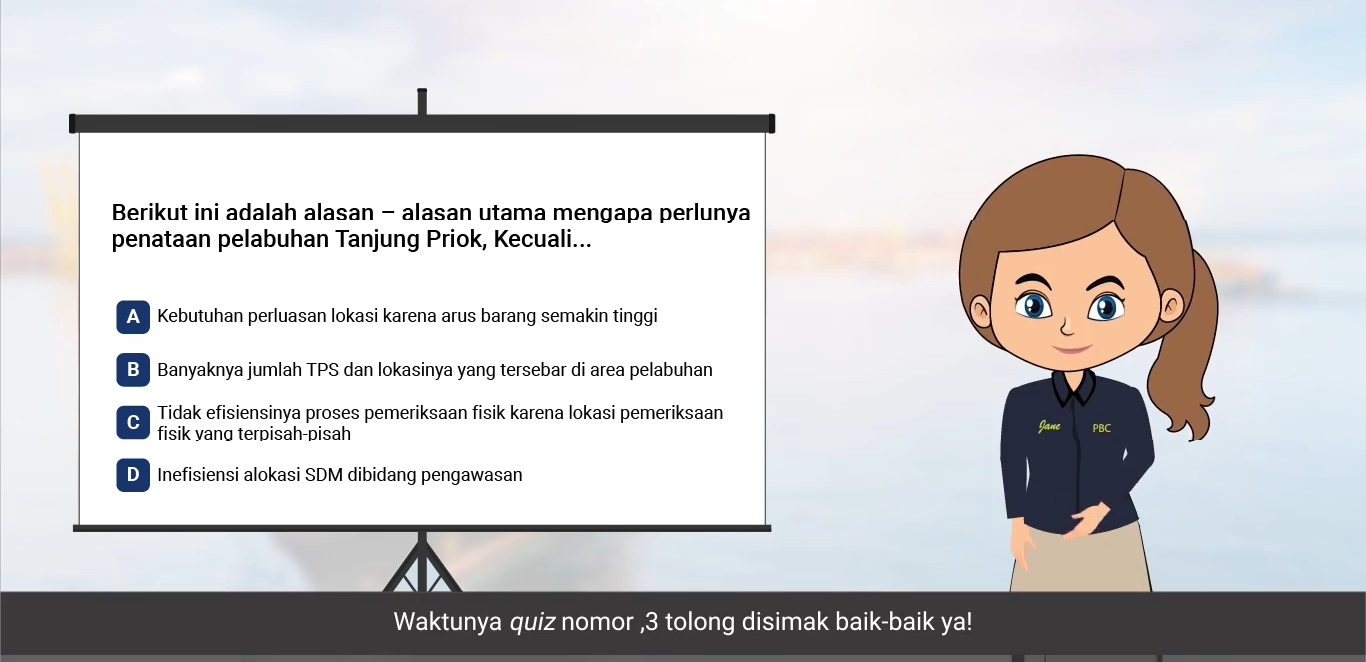 Berikut ini adalah alasan – alasan utama mengapa perlunya
penataan pelabuhan Tanjung Priok, Kecuali...
A Kebutuhan perluasan lokasi karena arus barang semakin tinggi
B Banyaknya jumlah TPS dan lokasinya yang tersebar di area pelabuhan
C Tidak efisiensinya proses pemeriksaan fisik karena lokasi pemeriksaan
fisik yang terpisah-pisah
D Inefisiensi alokasi SDM dibidang pengawasan
Jane PBC
Waktunya quiz nomor ,3 tolong disimak baik-baik ya!